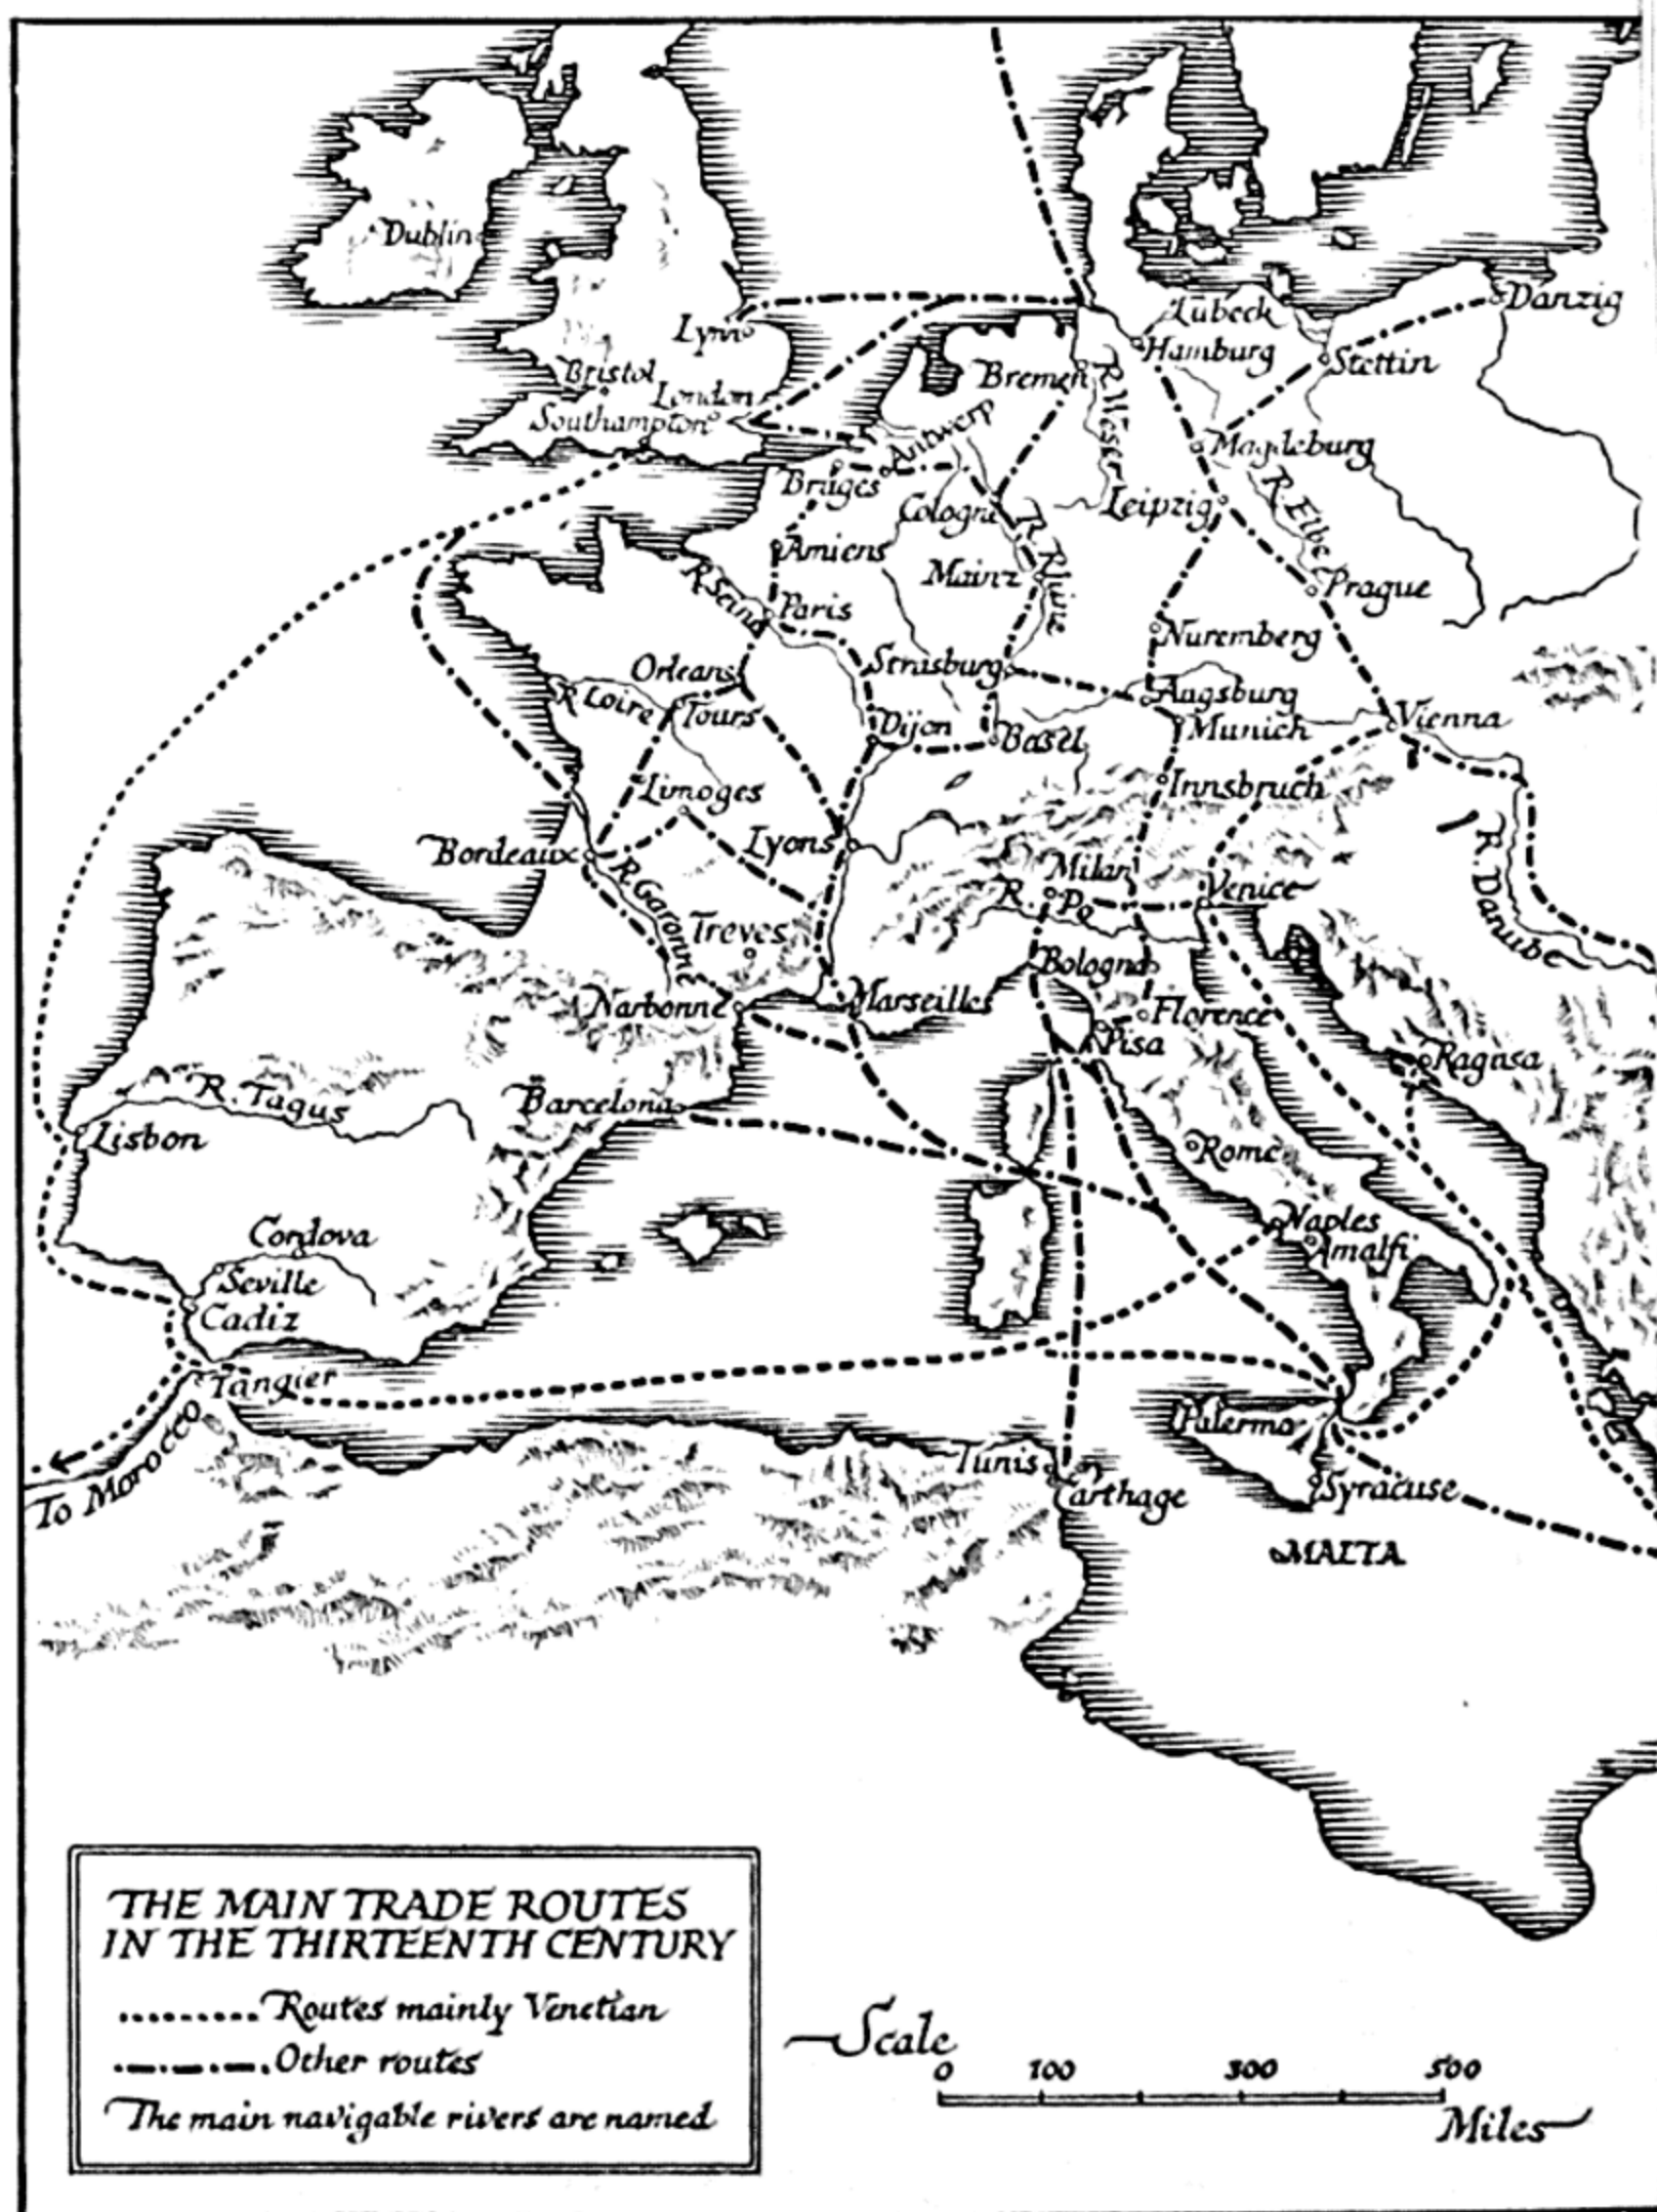 Dublin
Lynn
Lübeck
Danzig
Hamburg
Stettin
Bristol
London
Bremen
R. Weser
Southampton
Antwerp
Magdeburg
Bruges
Cologne
Leipzig
R. Elbe
Amiens
Mainz
R. Rhine
Prague
R. Seine
Paris
Nuremberg
Orleans
Strasburg
R Loire
Tours
Augsburg
Dijon
Basel
Munich
Vienna
Limoges
Innsbruch
Bordeaux
Lyons
Milan
R. Po
Venice
R. Danube
R. Garonne
Treves
Bologna
Narbonne
Marseilles
Florence
Pisa
Ragusa
R. Tagus
Barcelona
Lisbon
Rome
Cordova
Naples
Amalfi
Seville
Cadiz
Tangier
Palermo
To Morocco
Tunis
Carthage
Syracuse
MALTA
THE MAIN TRADE ROUTES
IN THE THIRTEENTH CENTURY
Routes mainly Venetian
Other routes
The main navigable rivers are named
Scale
0 100 300 500
Miles